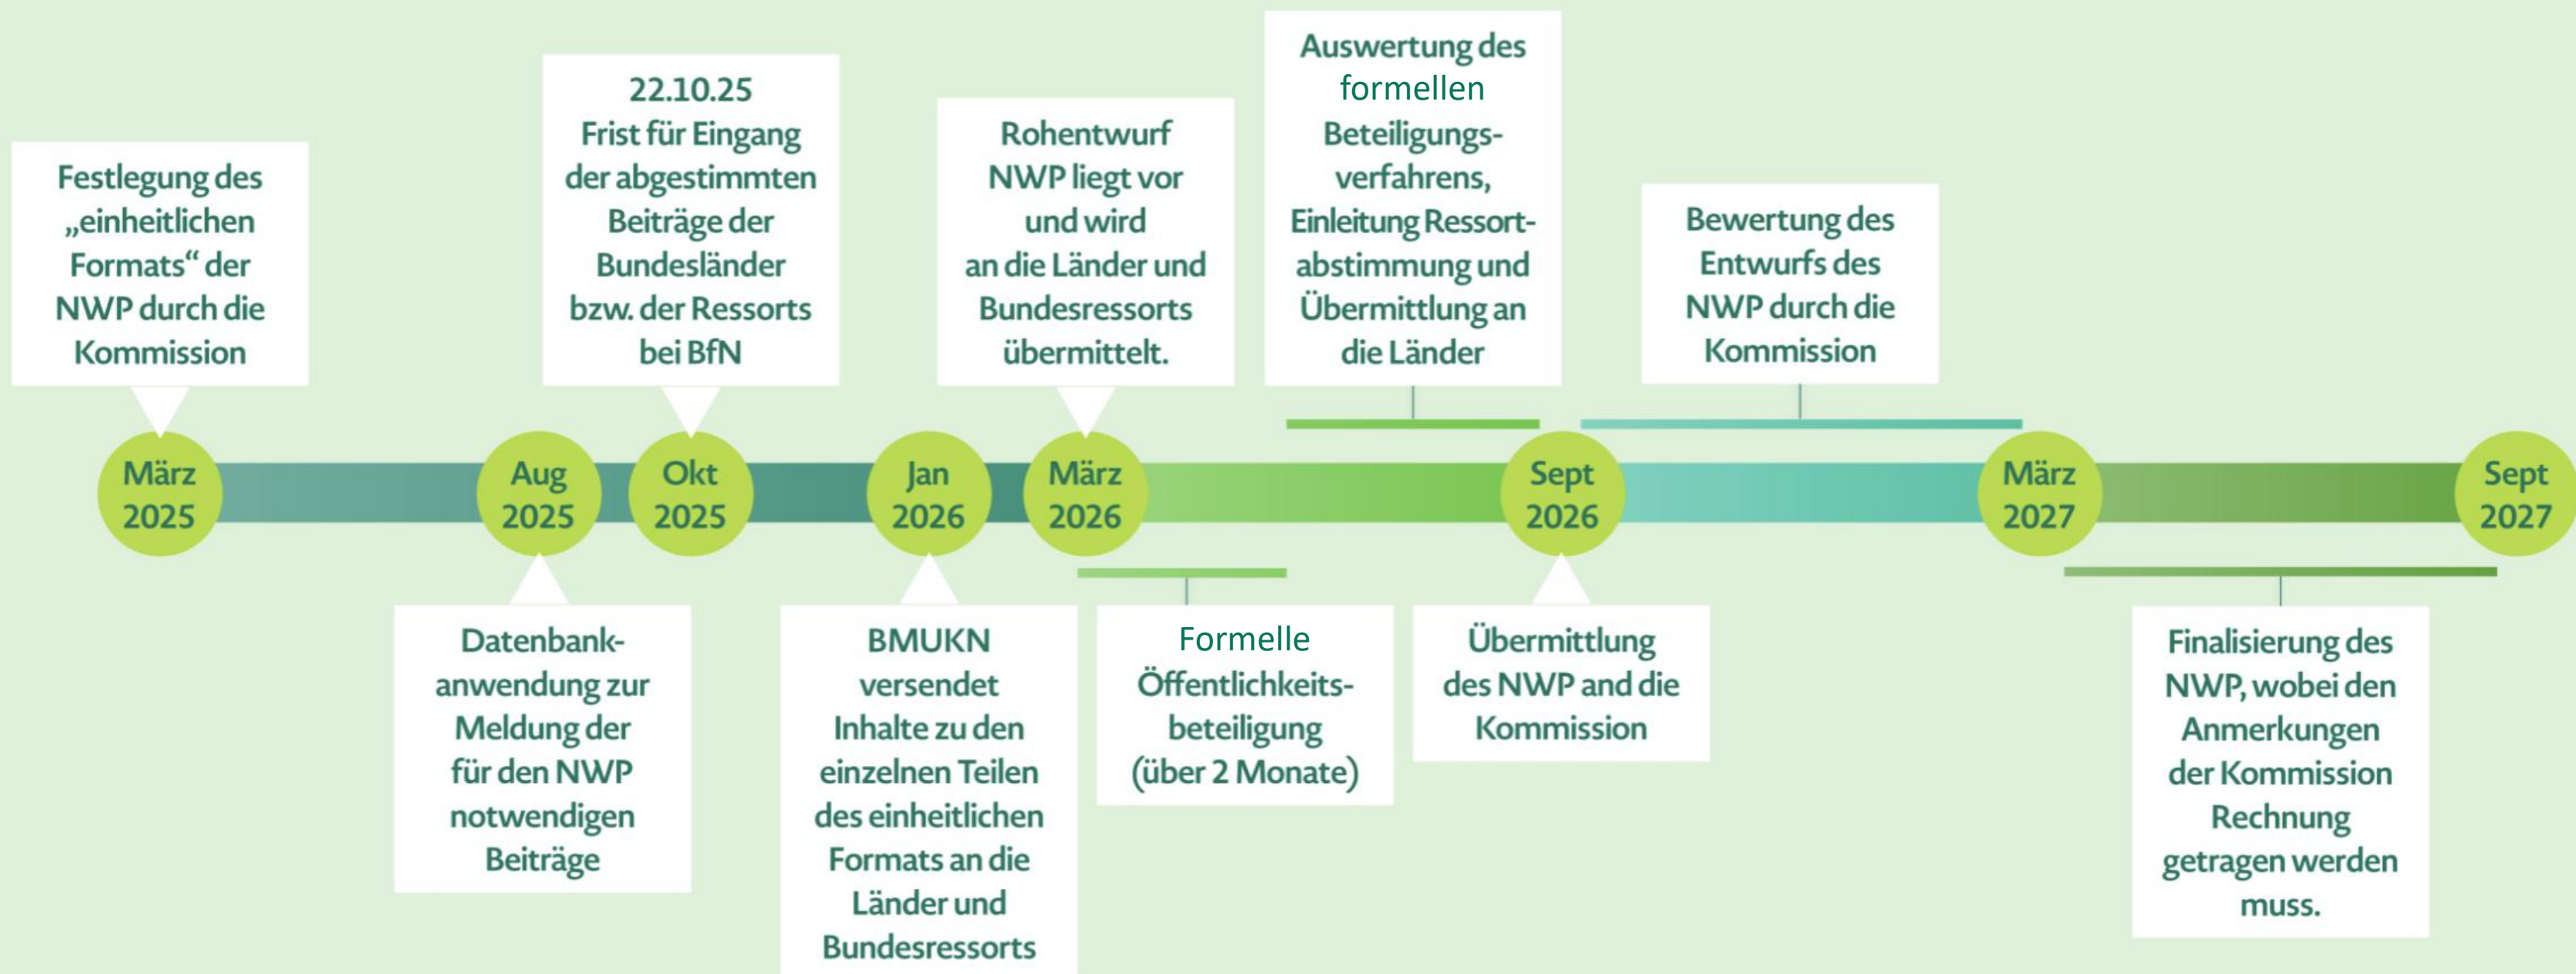 Festlegung des
„einheitlichen
Formats“ der
NWP durch die
Kommission
22.10.25
Frist für Eingang
der abgestimmten
Beiträge der
Bundesländer
bzw. der Ressorts
bei BfN
Rohentwurf
NWP liegt vor
und wird
an die Länder und
Bundesressorts
übermittelt.
Auswertung des
formellen
Beteiligungs-
verfahrens,
Einleitung Ressort-
abstimmung und
Übermittlung an
die Länder
Bewertung des
Entwurfs des
NWP durch die
Kommission
März
2025
Aug
2025
Okt
2025
Jan
2026
März
2026
Sept
2026
März
2027
Sept
2027
Datenbank-
anwendung zur
Meldung der
für den NWP
notwendigen
Beiträge
BMUKN
versendet
Inhalte zu den
einzelnen Teilen
des einheitlichen
Formats an die
Länder und
Bundesressorts
Formelle
Öffentlichkeits-
beteiligung
(über 2 Monate)
Übermittlung
des NWP and die
Kommission
Finalisierung des
NWP, wobei den
Anmerkungen
der Kommission
Rechnung
getragen werden
muss.